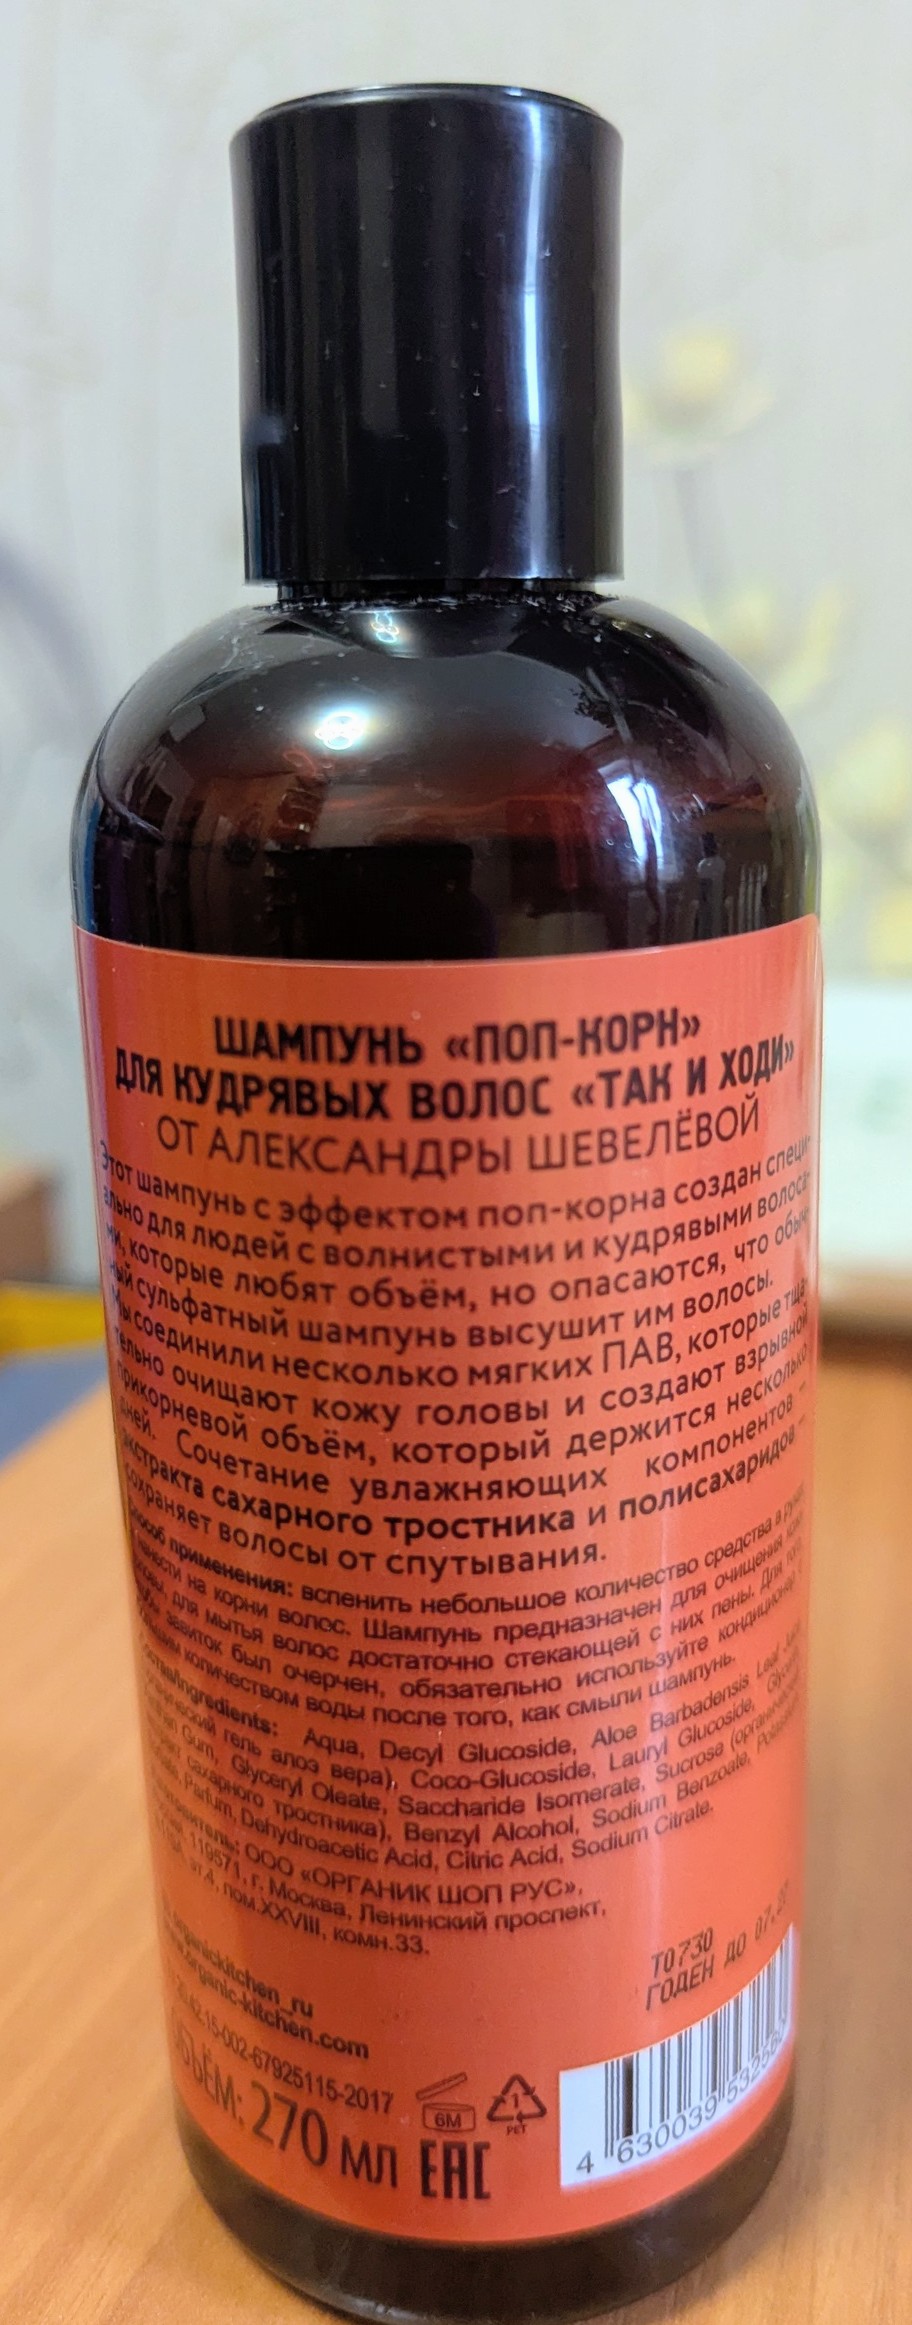 ШАМПУНЬ «ПОП-КОРН»
ДЛЯ КУДРЯВЫХ ВОЛОС «ТАК И ХОДИ»
ОТ АЛЕКСАНДРЫ ШЕВЕЛЁВОЙ
Этот шампунь с эффектом поп-корна создан специ-
ально для людей с волнистыми и кудрявыми волоса-
ми, которые любят объём, но опасаются, что обыч-
ный сульфатный шампунь высушит им волосы.
Мы соединили несколько мягких ПАВ, которые тща-
тельно очищают кожу головы и создают взрывной
прикорневой объём, который держится несколько
дней. Сочетание увлажняющих компонентов –
экстракта сахарного тростника и полисахаридов –
сохраняет волосы от спутывания.
Способ применения: вспенить небольшое количество средства в руках,
нанести на корни волос. Шампунь предназначен для очищения кожи
головы, для мытья волос достаточно стекающей с них пены. Для того,
чтобы завиток был очерчен, обязательно используйте кондиционер с
количеством воды после того, как смыли шампунь.
Состав/Ingredients: Aqua, Decyl Glucoside, Aloe Barbadensis Leaf Juice
гель алоэ вера), Coco-Glucoside, Lauryl Glucoside,
Gum, Glyceryl Oleate, Saccharide Isomerate, Sucrose
сахарного тростника), Benzyl Alcohol, Sodium Benzoate,
Parfum, Dehydroacetic Acid, Citric Acid, Sodium Citrate.
ООО «ОРГАНИК ШОП РУС»,
119571, г. Москва, Ленинский проспект,
пом.XXVIII, комн.33.
T0730
ГОДЕН ДО 07.
organickitchen_ru
organic-kitchen.com
42.15-002-67925115-2017
ОБЪЁМ: 270 МЛ
6M
1
PET
EAC
4 630039 532560